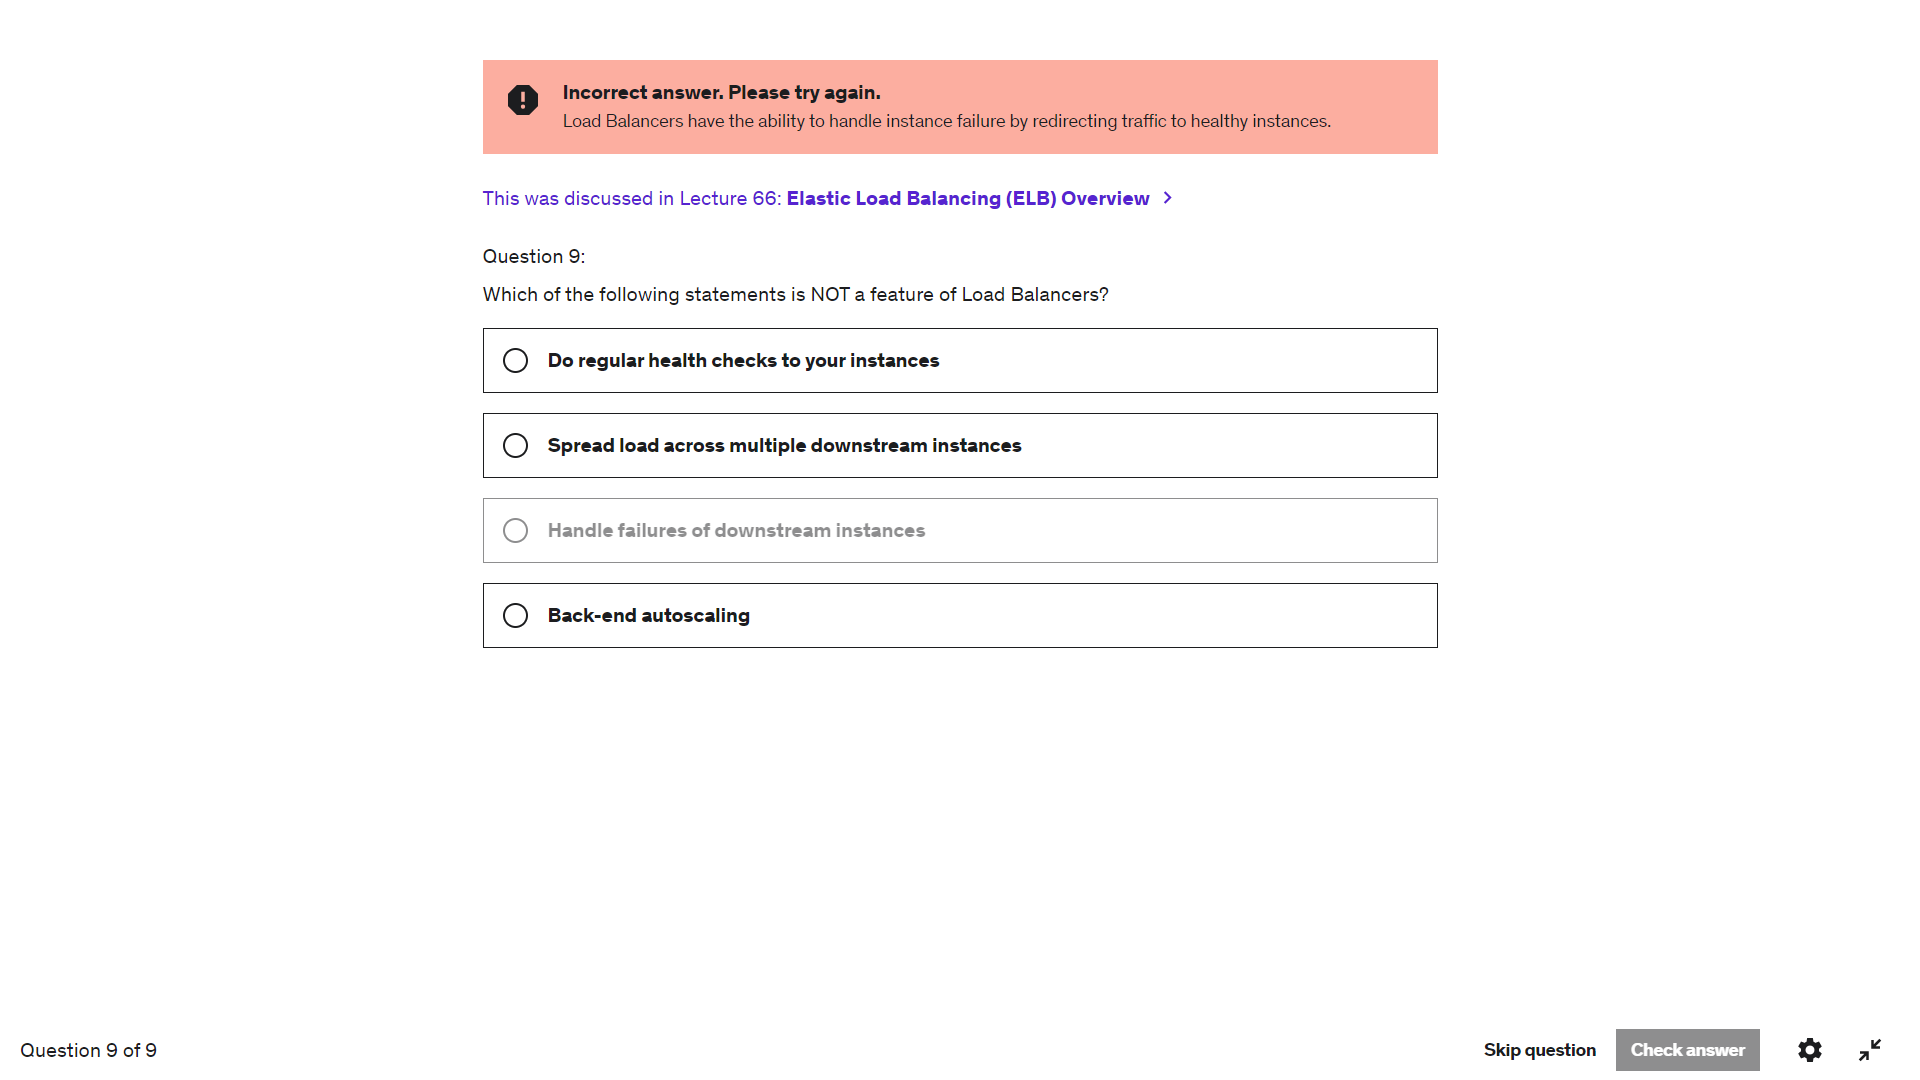 Incorrect answer. Please try again.
Load Balancers have the ability to handle instance failure by redirecting traffic to healthy instances.
This was discussed in Lecture 66: Elastic Load Balancing (ELB) Overview
Question 9:
Which of the following statements is NOT a feature of Load Balancers?
Do regular health checks to your instances
Spread load across multiple downstream instances
Handle failures of downstream instances
Back-end autoscaling
Question 9 of 9
Skip question
Check answer